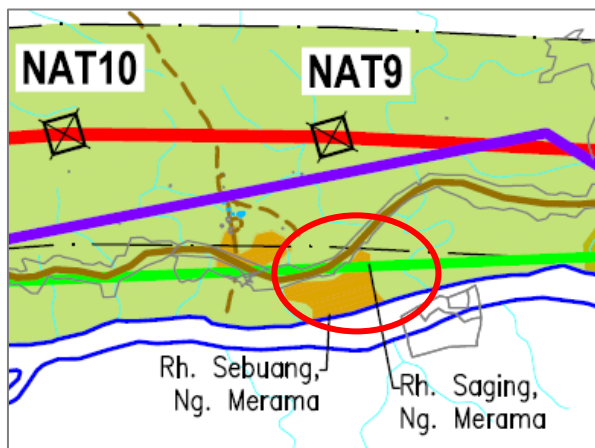 NAT10
NAT9
Rh. Sebuang,
Ng. Merama
Rh. Saging,
Ng. Merama